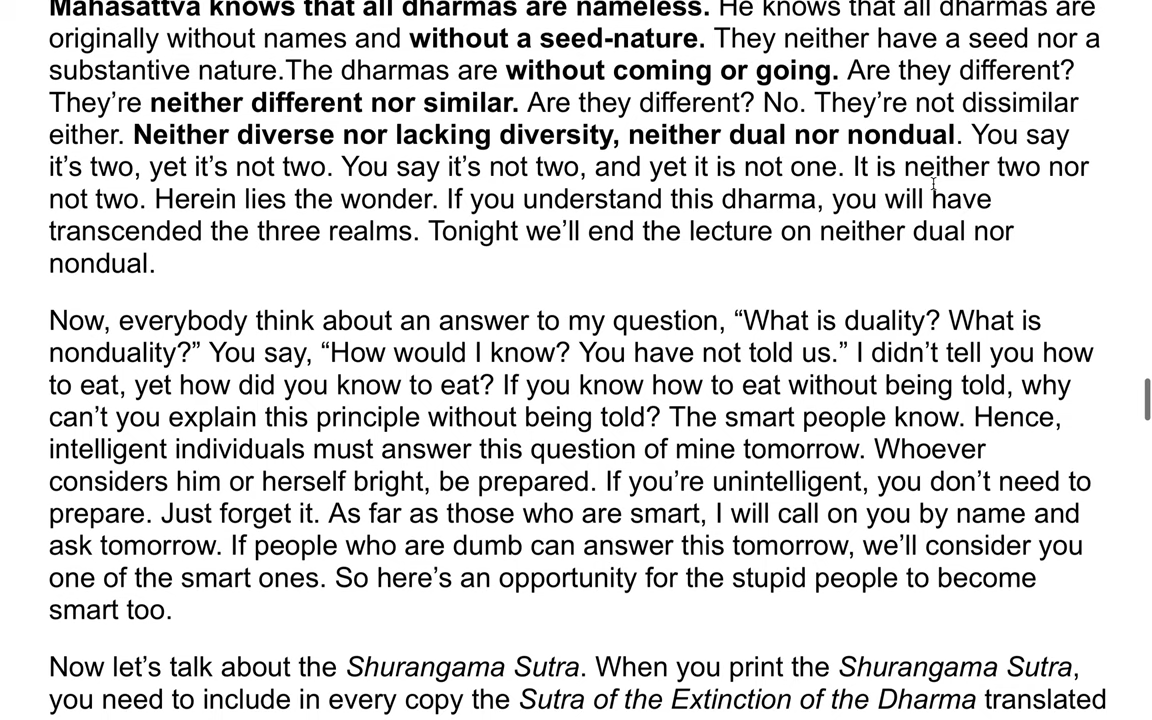 Mahasattva knows that all dharmas are nameless. He knows that all dharmas are
originally without names and without a seed-nature. They neither have a seed nor a
substantive nature.The dharmas are without coming or going. Are they different?
They’re neither different nor similar. Are they different? No. They’re not dissimilar
either. Neither diverse nor lacking diversity, neither dual nor nondual. You say
it’s two, yet it’s not two. You say it’s not two, and yet it is not one. It is neither two nor
not two. Herein lies the wonder. If you understand this dharma, you will have
transcended the three realms. Tonight we’ll end the lecture on neither dual nor
nondual.
Now, everybody think about an answer to my question, “What is duality? What is
nonduality?” You say, “How would I know? You have not told us.” I didn’t tell you how
to eat, yet how did you know to eat? If you know how to eat without being told, why
can’t you explain this principle without being told? The smart people know. Hence,
intelligent individuals must answer this question of mine tomorrow. Whoever
considers him or herself bright, be prepared. If you’re unintelligent, you don’t need to
prepare. Just forget it. As far as those who are smart, I will call on you by name and
ask tomorrow. If people who are dumb can answer this tomorrow, we’ll consider you
one of the smart ones. So here’s an opportunity for the stupid people to become
smart too.
Now let’s talk about the Shurangama Sutra. When you print the Shurangama Sutra,
you need to include in every copy the Sutra of the Extinction of the Dharma translated